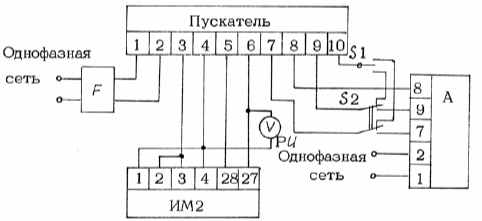 Пускатель
1 2 3 4 5 6 7 8 9 10
S1
Однофазная
сеть
F
S2
8
A
9
7
V
PU
Однофазная
2
сеть
1
1 2 3 4 28 27
ИМ2